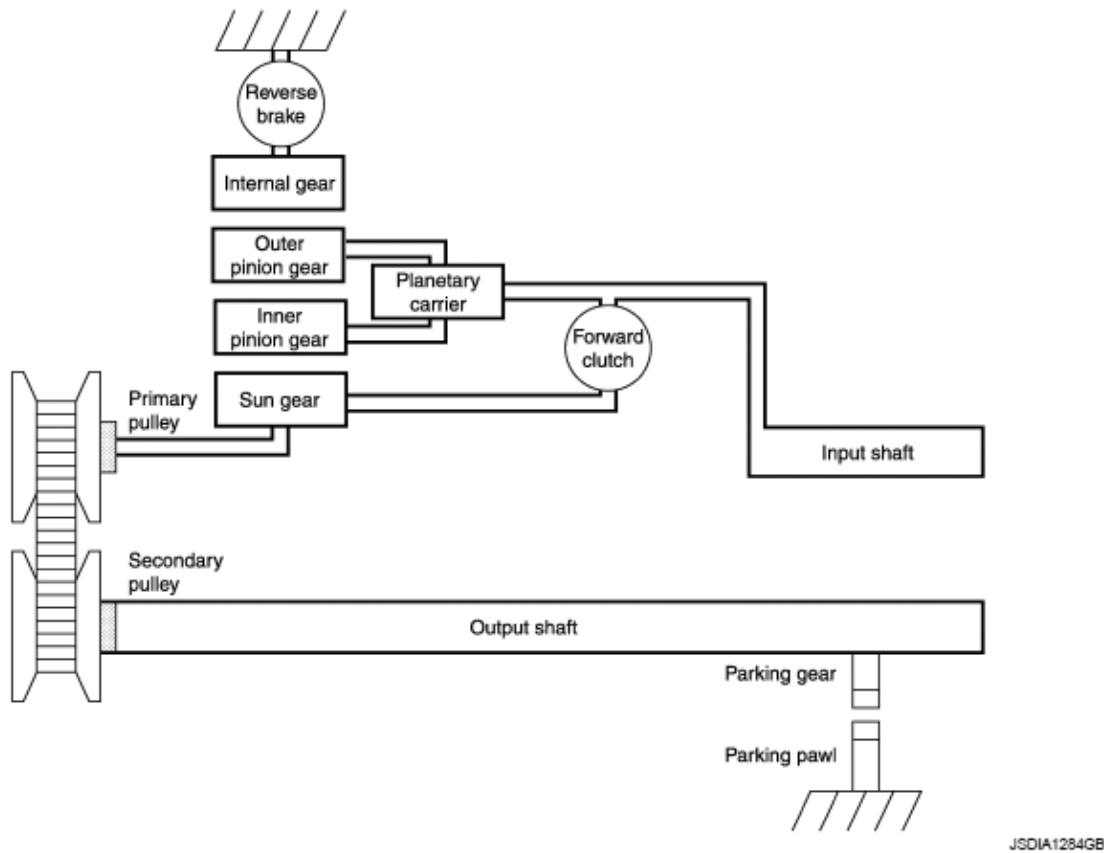 Reverse
brake
Internal gear
Outer
pinion gear
Planetary
carrier
Inner
pinion gear
Forward
clutch
Primary
pulley
Sun gear
Input shaft
Secondary
pulley
Output shaft
Parking gear
Parking pawl
JSDIA1284GB